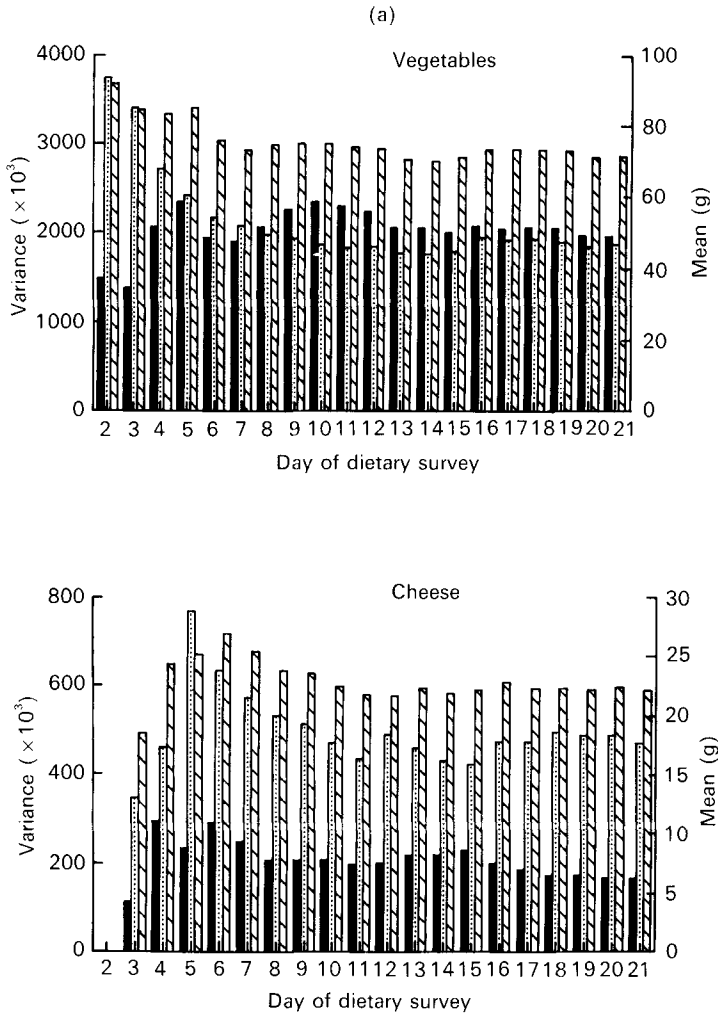 (a)
Vegetables
4000
3000
2000
1000
0
Variance (×10³)
100
80
60
40
20
0
Mean (g)
2 3 4 5 6 7 8 9 10 11 12 13 14 15 16 17 18 19 20 21
Day of dietary survey
Cheese
800
600
400
200
0
Variance (×10³)
30
25
20
15
10
5
0
Mean (g)
2 3 4 5 6 7 8 9 10 11 12 13 14 15 16 17 18 19 20 21
Day of dietary survey